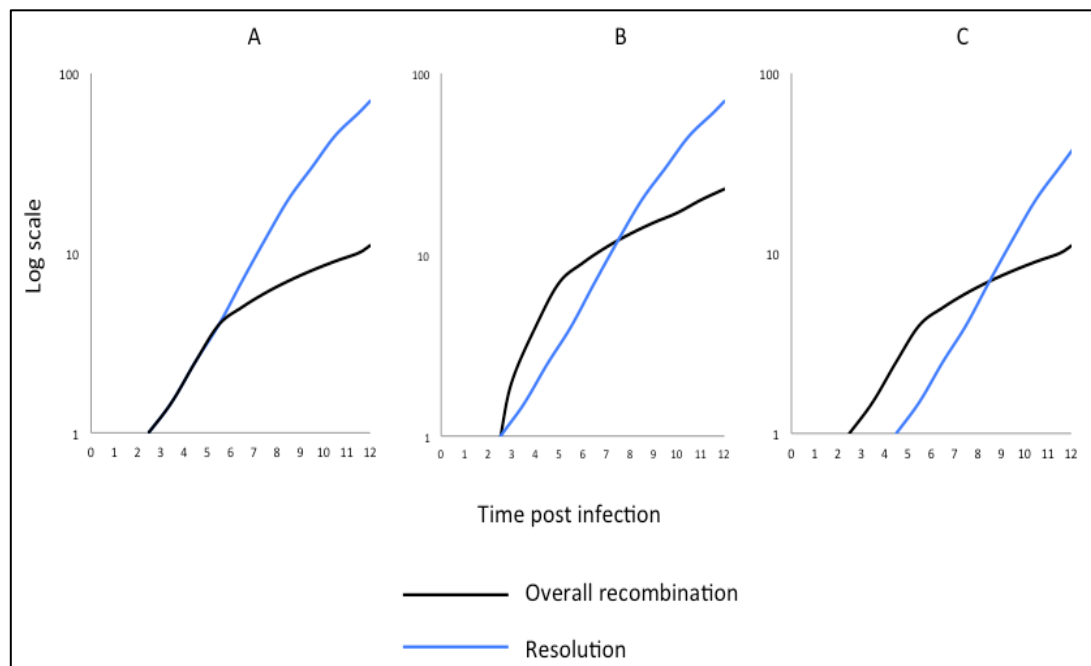 A B C
100 100 100
Log scale
10 10 10
1 1 1
0 1 2 3 4 5 6 7 8 9 10 11 12 0 1 2 3 4 5 6 7 8 9 10 11 12 0 1 2 3 4 5 6 7 8 9 10 11 12
Time post infection
Overall recombination
Resolution